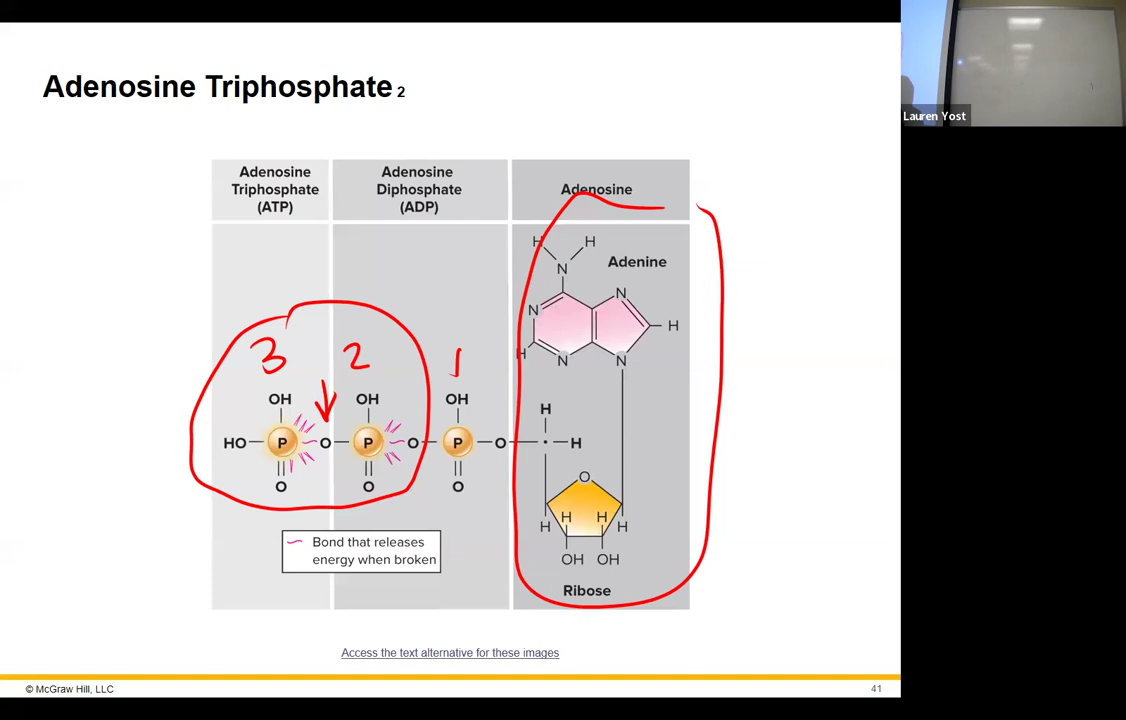 Adenosine Triphosphate 2
Lauren Yost
Adenosine
Triphosphate
(ATP)
Adenosine
Diphosphate
(ADP)
Adenosine
H H
N Adenine
N N
H
H N N
3 2 1
OH OH OH H
HO P O P O P O H
O O O O
H H H H
OH OH
Ribose
Bond that releases
energy when broken
Access the text alternative for these images
© McGraw Hill, LLC 41